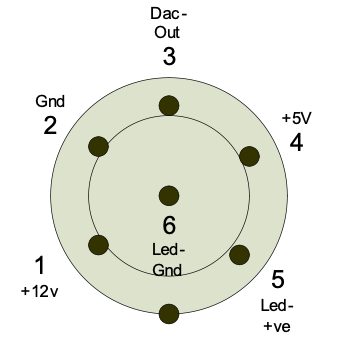 Dac-
Out
3
Gnd
2
+5V
4
6
Led-
Gnd
1
+12v
5
Led-
+ve